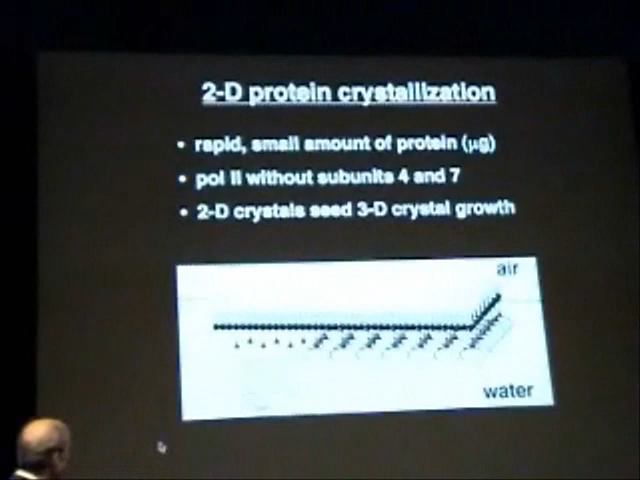 2-D protein crystallization
• rapid, small amount of protein (μg)
• pol II without subunits 4 and 7
• 2-D crystals seed 3-D crystal growth
air
water